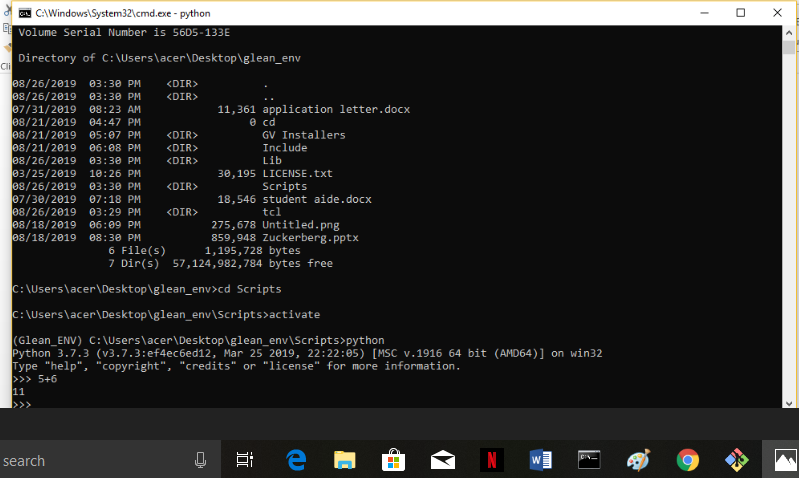 C:\Windows\System32\cmd.exe - python
Volume Serial Number is 56D5-133E
Directory of C:\Users\acer\Desktop\glean_env
08/26/2019  03:30 PM    <DIR>          .
08/26/2019  03:30 PM    <DIR>          ..
07/31/2019  08:23 AM            11,361 application letter.docx
08/21/2019  04:47 PM                 0 cd
08/21/2019  05:07 PM    <DIR>          GV Installers
08/21/2019  06:08 PM    <DIR>          Include
08/26/2019  03:30 PM    <DIR>          Lib
03/25/2019  10:26 PM            30,195 LICENSE.txt
08/26/2019  03:30 PM    <DIR>          Scripts
07/30/2019  07:18 PM            18,546 student aide.docx
08/26/2019  03:29 PM    <DIR>          tcl
08/18/2019  06:09 PM           275,678 Untitled.png
08/18/2019  08:30 PM           859,948 Zuckerberg.pptx
6 File(s)      1,195,728 bytes
7 Dir(s)  57,124,982,784 bytes free
C:\Users\acer\Desktop\glean_env>cd Scripts
C:\Users\acer\Desktop\glean_env\Scripts>activate
(Glean_ENV) C:\Users\acer\Desktop\glean_env\Scripts>python
Python 3.7.3 (v3.7.3:ef4ec6ed12, Mar 25 2019, 22:22:05) [MSC v.1916 64 bit (AMD64)] on win32
Type "help", "copyright", "credits" or "license" for more information.
>>> 5+6
11
>>>
search